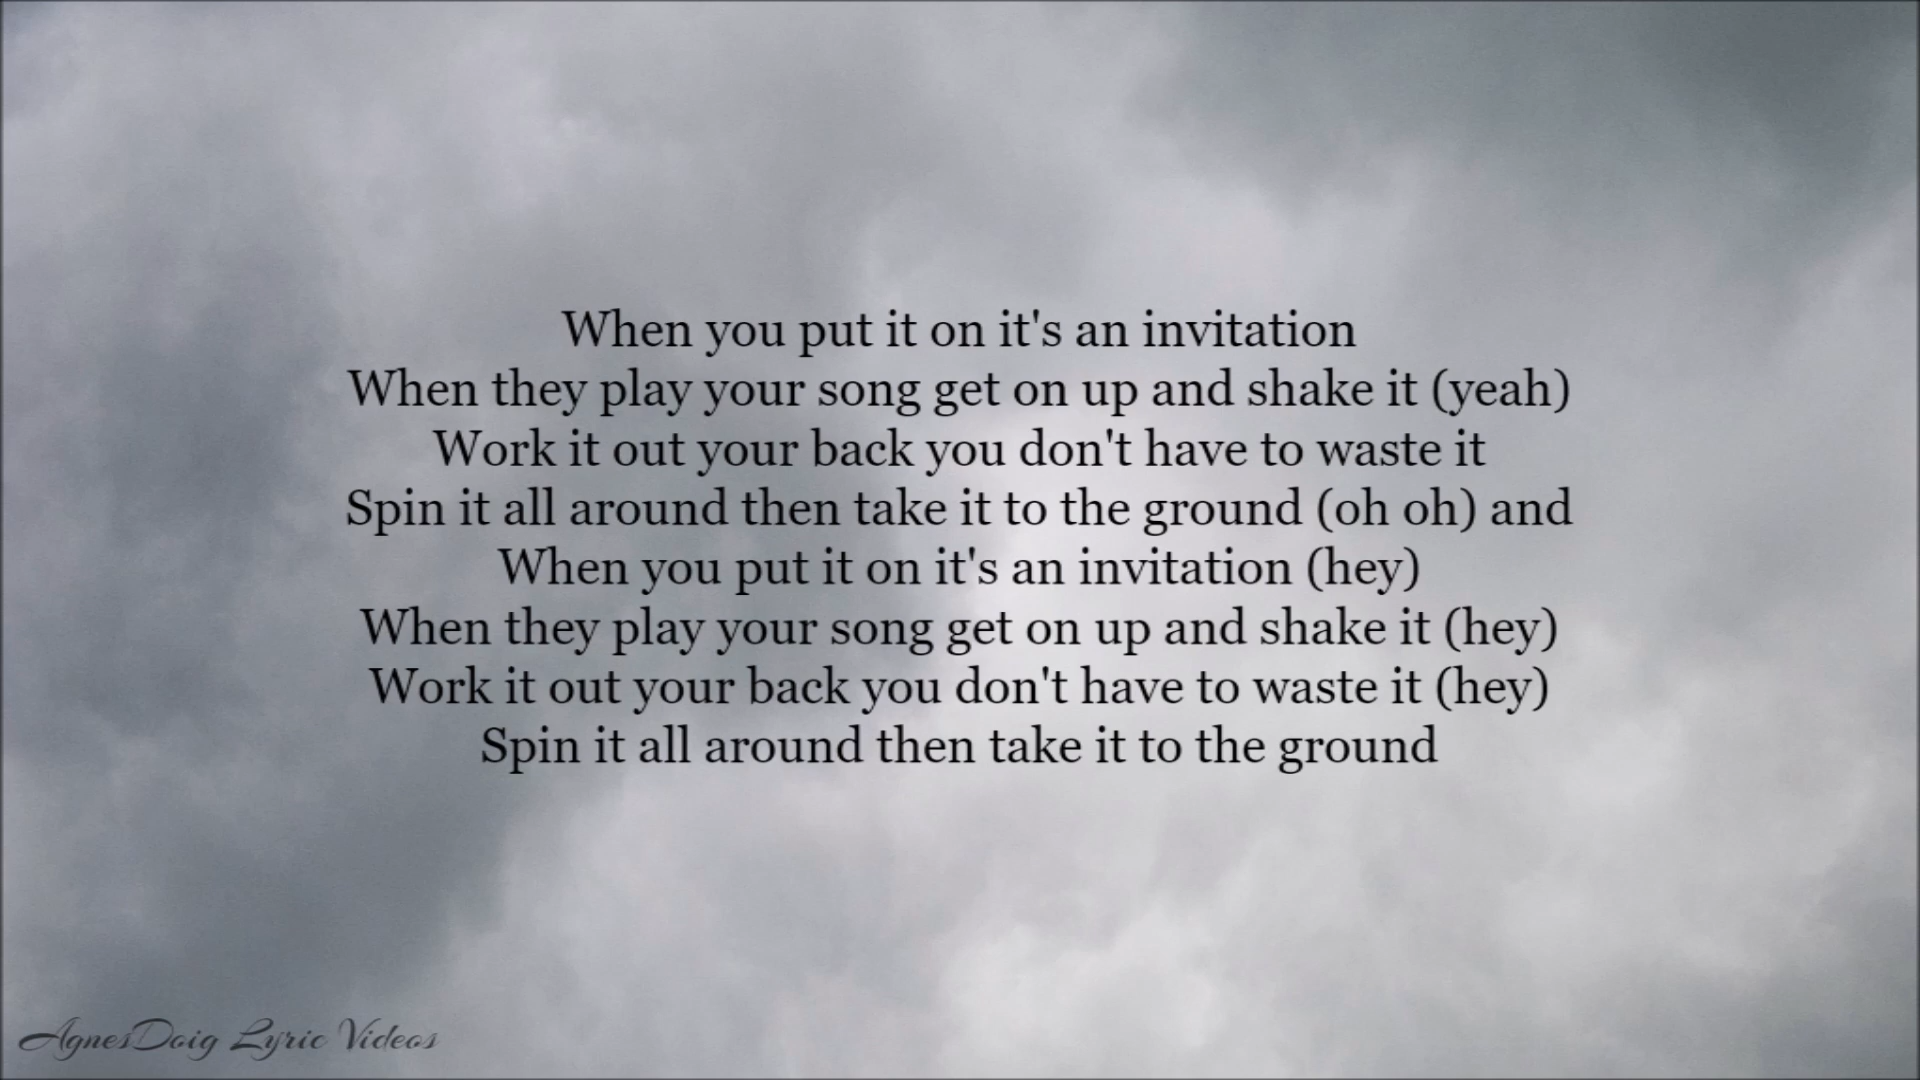 When you put it on it's an invitation
When they play your song get on up and shake it (yeah)
Work it out your back you don't have to waste it
Spin it all around then take it to the ground (oh oh) and
When you put it on it's an invitation (hey)
When they play your song get on up and shake it (hey)
Work it out your back you don't have to waste it (hey)
Spin it all around then take it to the ground
AgnesDoig Lyric Videos